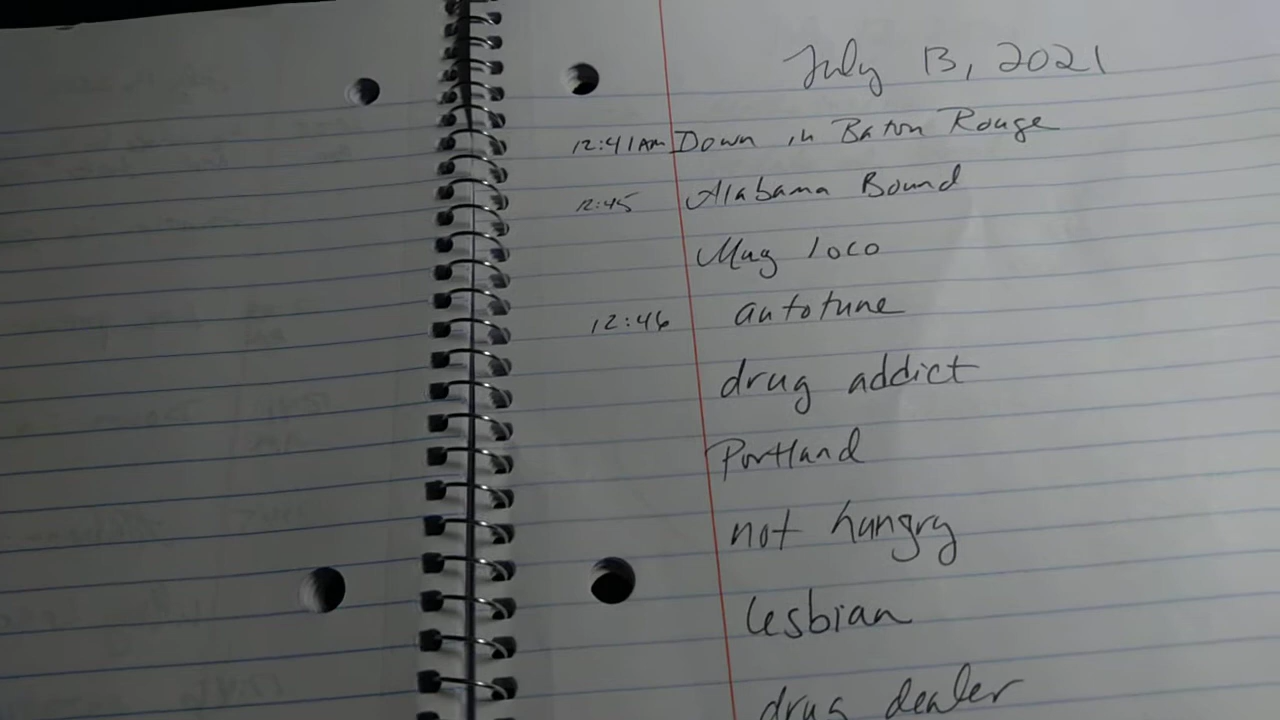 July 13, 2021
12:41AM Down in Baton Rouge
12:45 Alabama Bound
Muy loco
12:46 autotune
drug addict
Portland
not hungry
lesbian
drug dealer